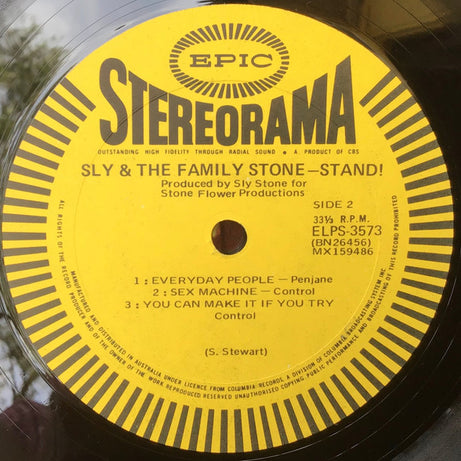 EPIC
STEREORAMA
OUTSTANDING HIGH FIDELITY THROUGH RADIAL SOUND • A PRODUCT OF CBS
SLY & THE FAMILY STONE—STAND!
Produced by Sly Stone for
Stone Flower Productions
SIDE 2
33⅓ R.P.M.
ELPS-3573
(BN26456)
MX159486
1 : EVERYDAY PEOPLE — Penjane
2 : SEX MACHINE — Control
3 : YOU CAN MAKE IT IF YOU TRY
Control
(S. Stewart)
ALL RIGHTS OF THE RECORD PRODUCER AND OF THE OWNER OF THE WORK REPRODUCED RESERVED UNAUTHORISED COPYING, PUBLIC PERFORMANCE AND BROADCASTING OF THIS RECORD PROHIBITED
MANUFACTURED AND DISTRIBUTED IN AUSTRALIA UNDER LICENCE FROM COLUMBIA RECORDS, A DIVISION OF COLUMBIA BROADCASTING SYSTEM INC.